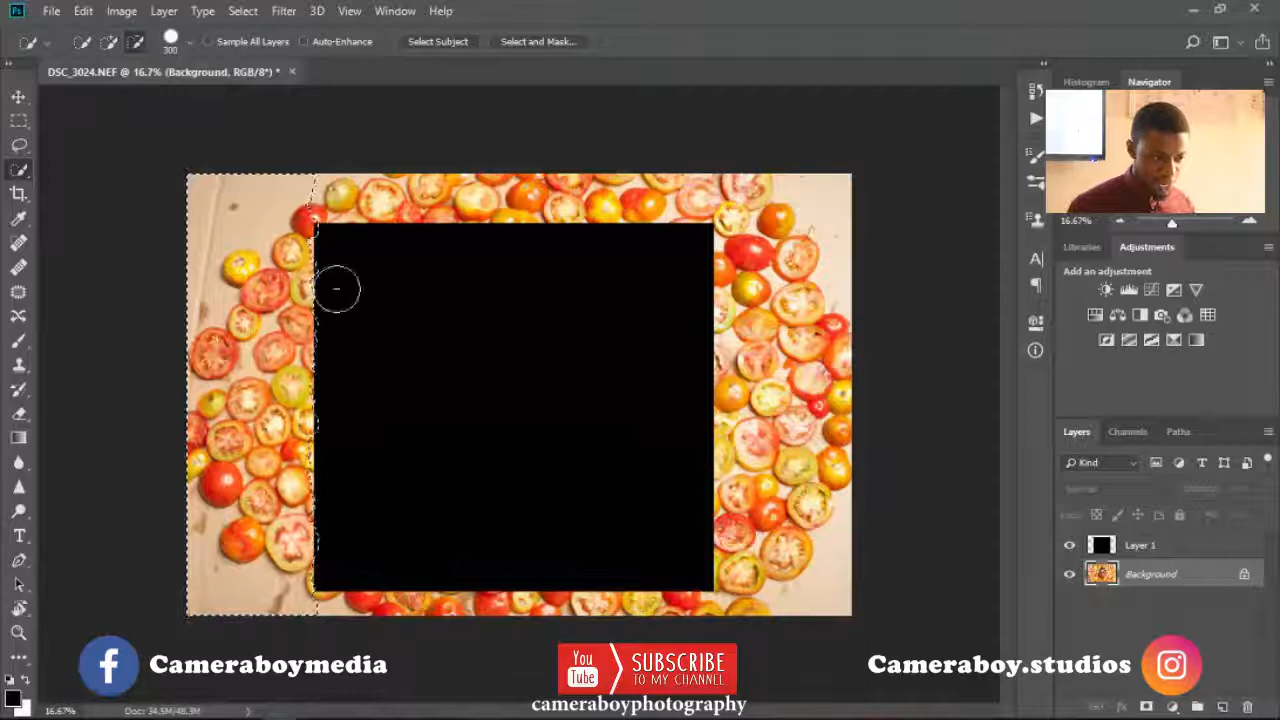 Ps File Edit Image Layer Type Select Filter 3D View Window Help
300 Sample All Layers Auto-Enhance Select Subject Select and Mask...
DSC_3024.NEF @ 16.7% (Background, RGB/8*) * ×
Histogram Navigator
16.67%
Libraries Adjustments
Add an adjustment
Layers Channels Paths
Kind
Normal
Layer 1
Background
f Cameraboymedia
You Tube SUBSCRIBE
TO MY CHANNEL
Cameraboy.studios
cameraboyphotography
16.67% Doc: 34.5M/48.3M